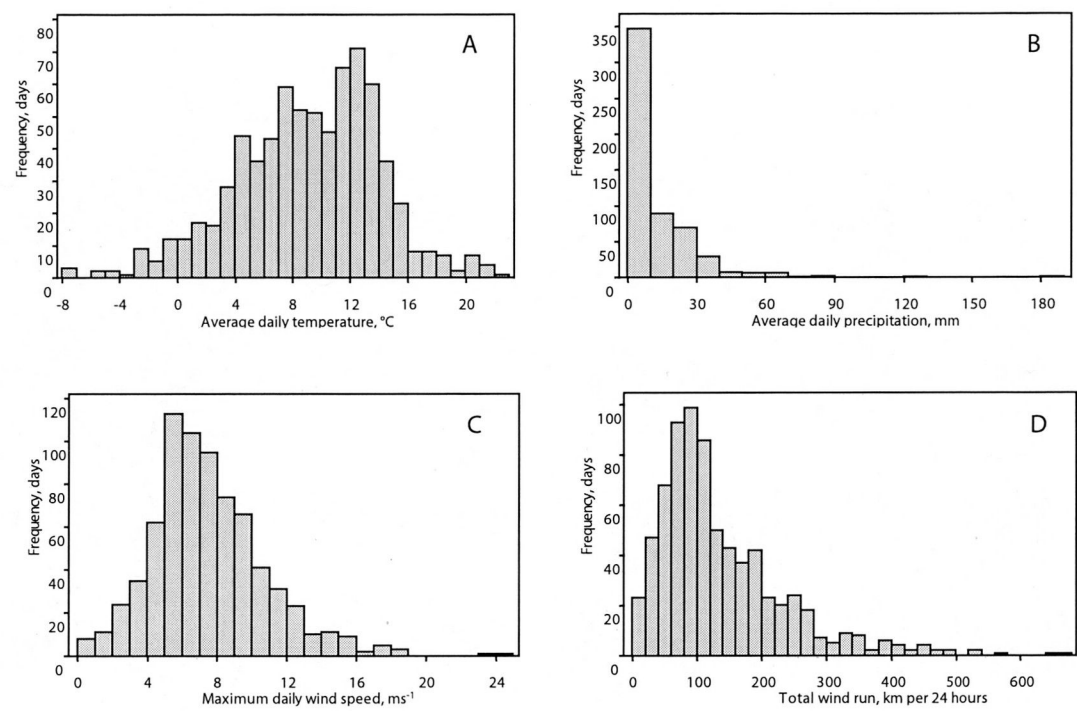 A
Frequency, days
80
70
60
50
40
30
20
10
0
-8 -4 0 4 8 12 16 20
Average daily temperature, °C
B
Frequency, days
350
300
250
200
150
100
50
0
0 30 60 90 120 150 180
Average daily precipitation, mm
C
Frequency, days
120
100
80
60
40
20
0
0 4 8 12 16 20 24
Maximum daily wind speed, ms⁻¹
D
Frequency, days
100
80
60
40
20
0
0 100 200 300 400 500 600
Total wind run, km per 24 hours